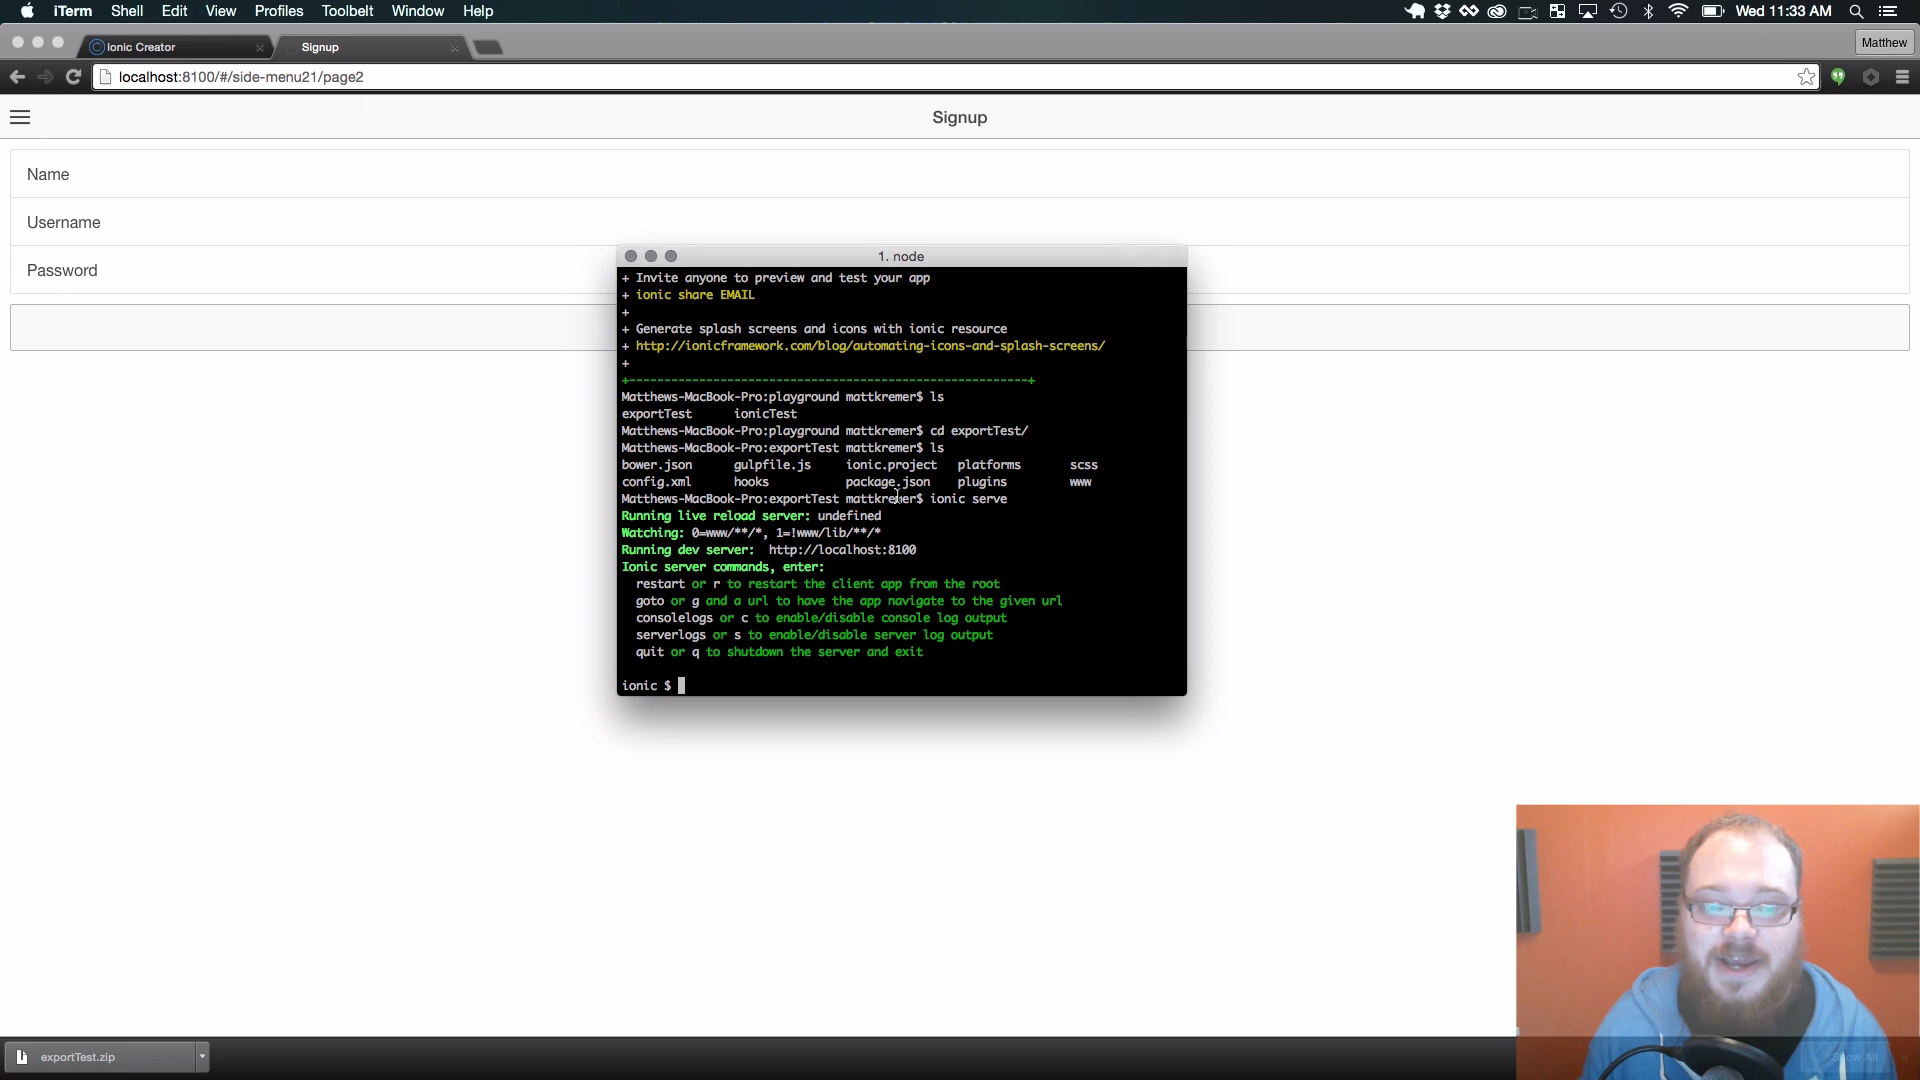 iTerm Shell Edit View Profiles Toolbelt Window Help Wed 11:33 AM
Ionic Creator Signup Matthew
localhost:8100/#/side-menu21/page2
Signup
Name
Username
Password
1. node
+ Invite anyone to preview and test your app
+ ionic share EMAIL
+
+ Generate splash screens and icons with ionic resource
+ http://ionicframework.com/blog/automating-icons-and-splash-screens/
+
+---------------------------------------------------------+
Matthews-MacBook-Pro:playground mattkremer$ ls
exportTest ionicTest
Matthews-MacBook-Pro:playground mattkremer$ cd exportTest/
Matthews-MacBook-Pro:exportTest mattkremer$ ls
bower.json gulpfile.js ionic.project platforms scss
config.xml hooks package.json plugins www
Matthews-MacBook-Pro:exportTest mattkremer$ ionic serve
Running live reload server: undefined
Watching: 0=www/**/*, 1=!www/lib/**/*
Running dev server: http://localhost:8100
Ionic server commands, enter:
restart or r to restart the client app from the root
goto or g and a url to have the app navigate to the given url
consolelogs or c to enable/disable console log output
serverlogs or s to enable/disable server log output
quit or q to shutdown the server and exit
ionic $
exportTest.zip
Show All